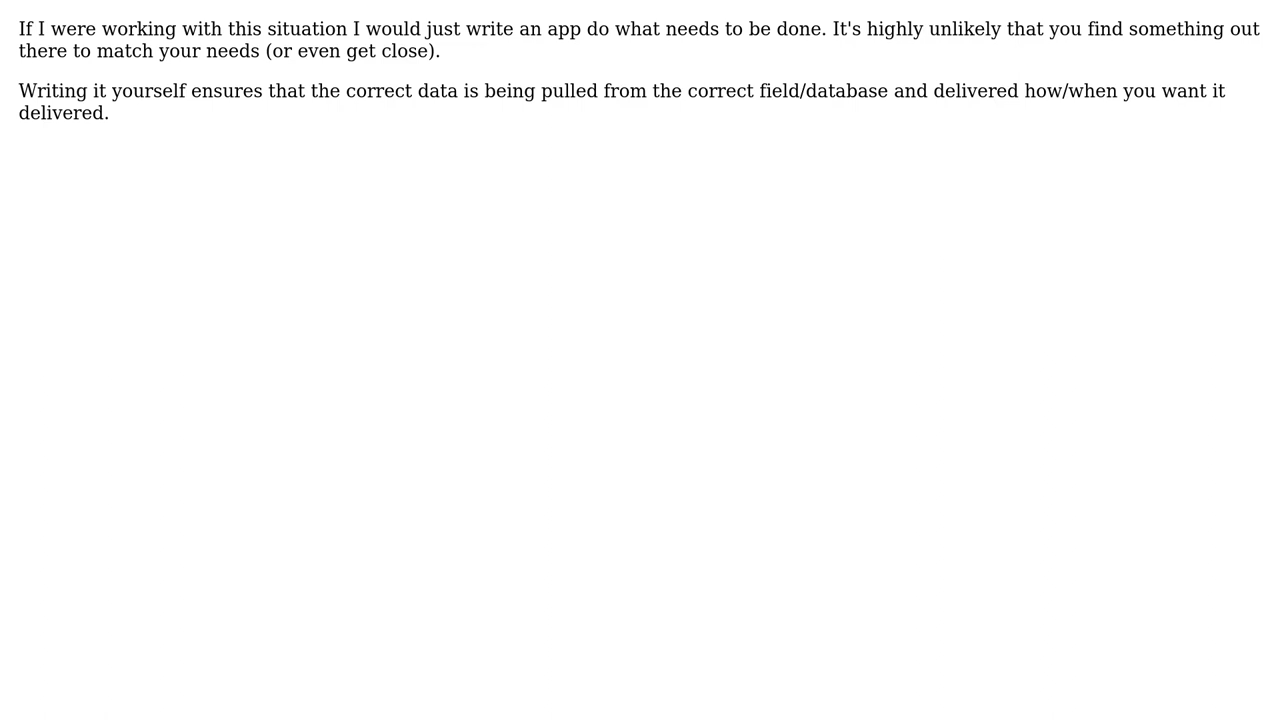 If I were working with this situation I would just write an app do what needs to be done. It's highly unlikely that you find something out
there to match your needs (or even get close).
Writing it yourself ensures that the correct data is being pulled from the correct field/database and delivered how/when you want it
delivered.